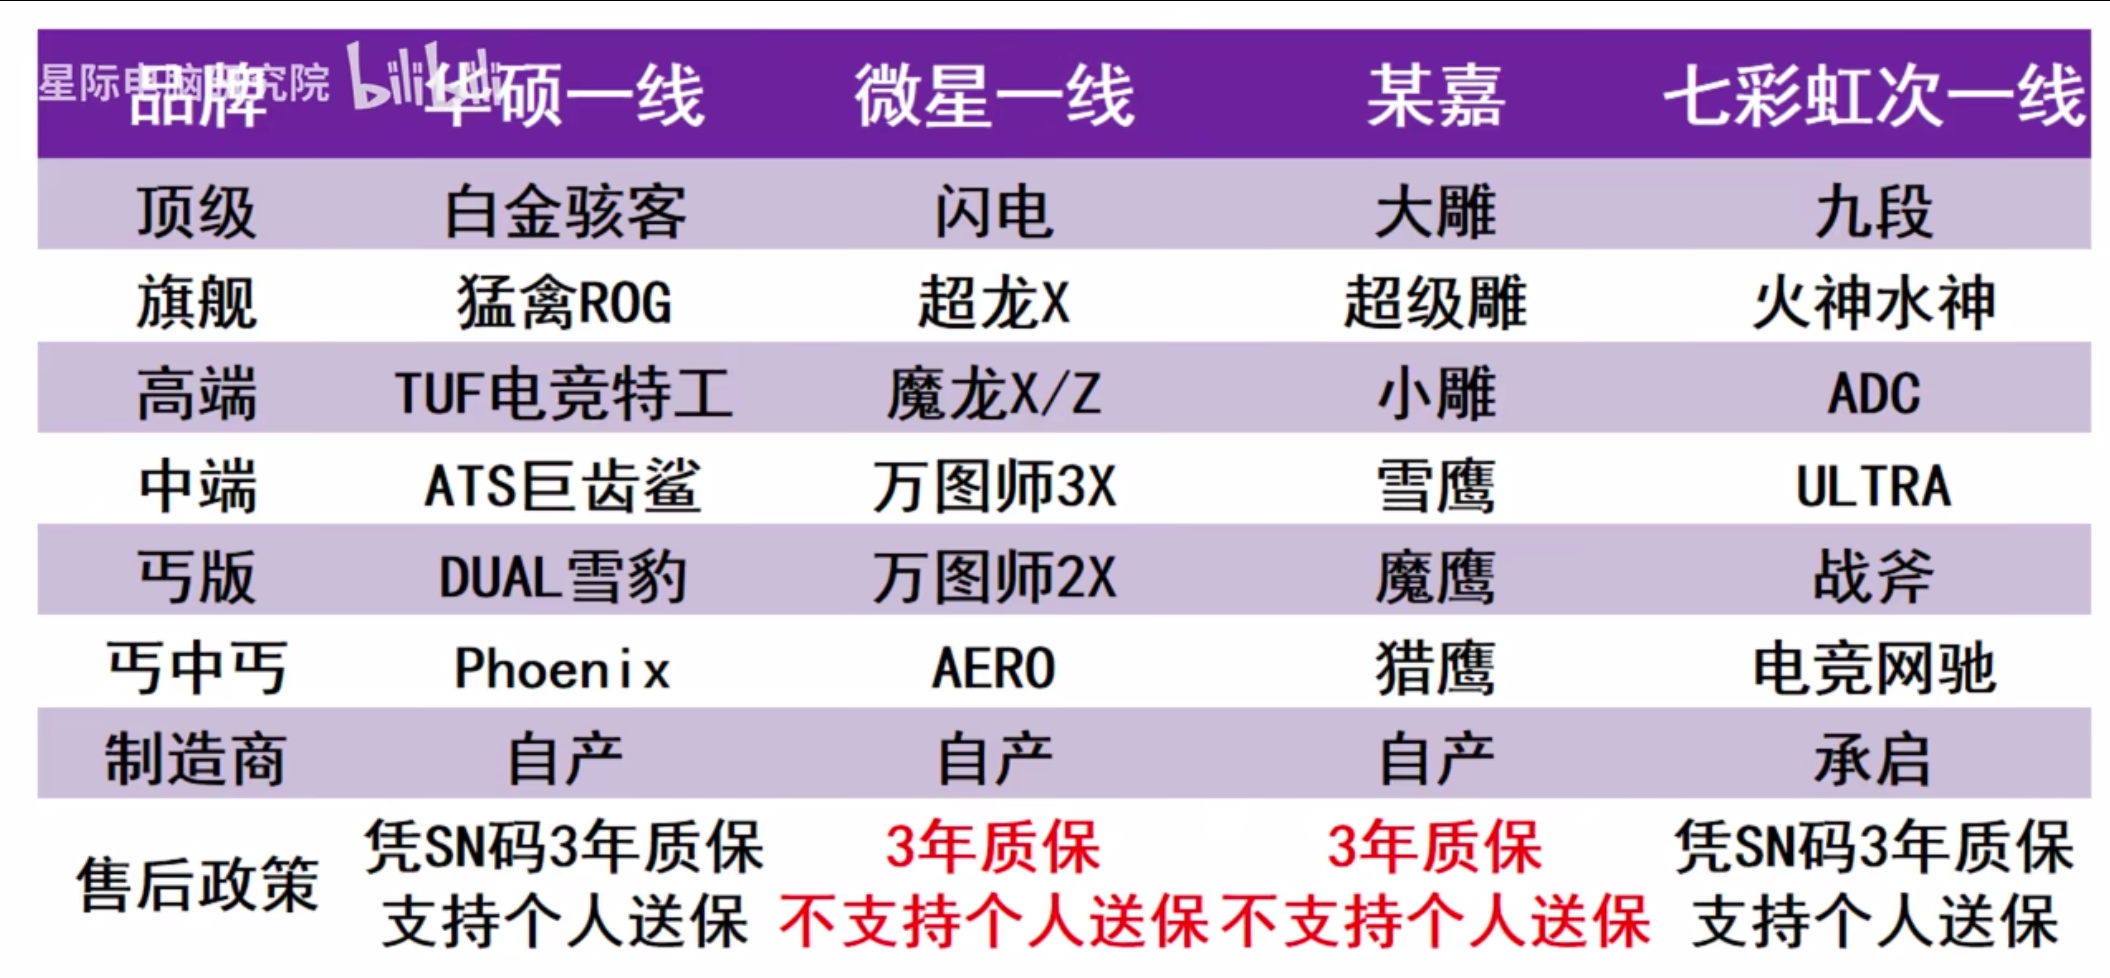 星际电脑研究院 bilibili
品牌 华硕一线 微星一线 某嘉 七彩虹次一线
顶级 白金骇客 闪电 大雕 九段
旗舰 猛禽ROG 超龙X 超级雕 火神水神
高端 TUF电竞特工 魔龙X/Z 小雕 ADC
中端 ATS巨齿鲨 万图师3X 雪鹰 ULTRA
丐版 DUAL雪豹 万图师2X 魔鹰 战斧
丐中丐 Phoenix AERO 猎鹰 电竞网驰
制造商 自产 自产 自产 承启
售后政策 凭SN码3年质保 3年质保 3年质保 凭SN码3年质保
支持个人送保 不支持个人送保 不支持个人送保 支持个人送保